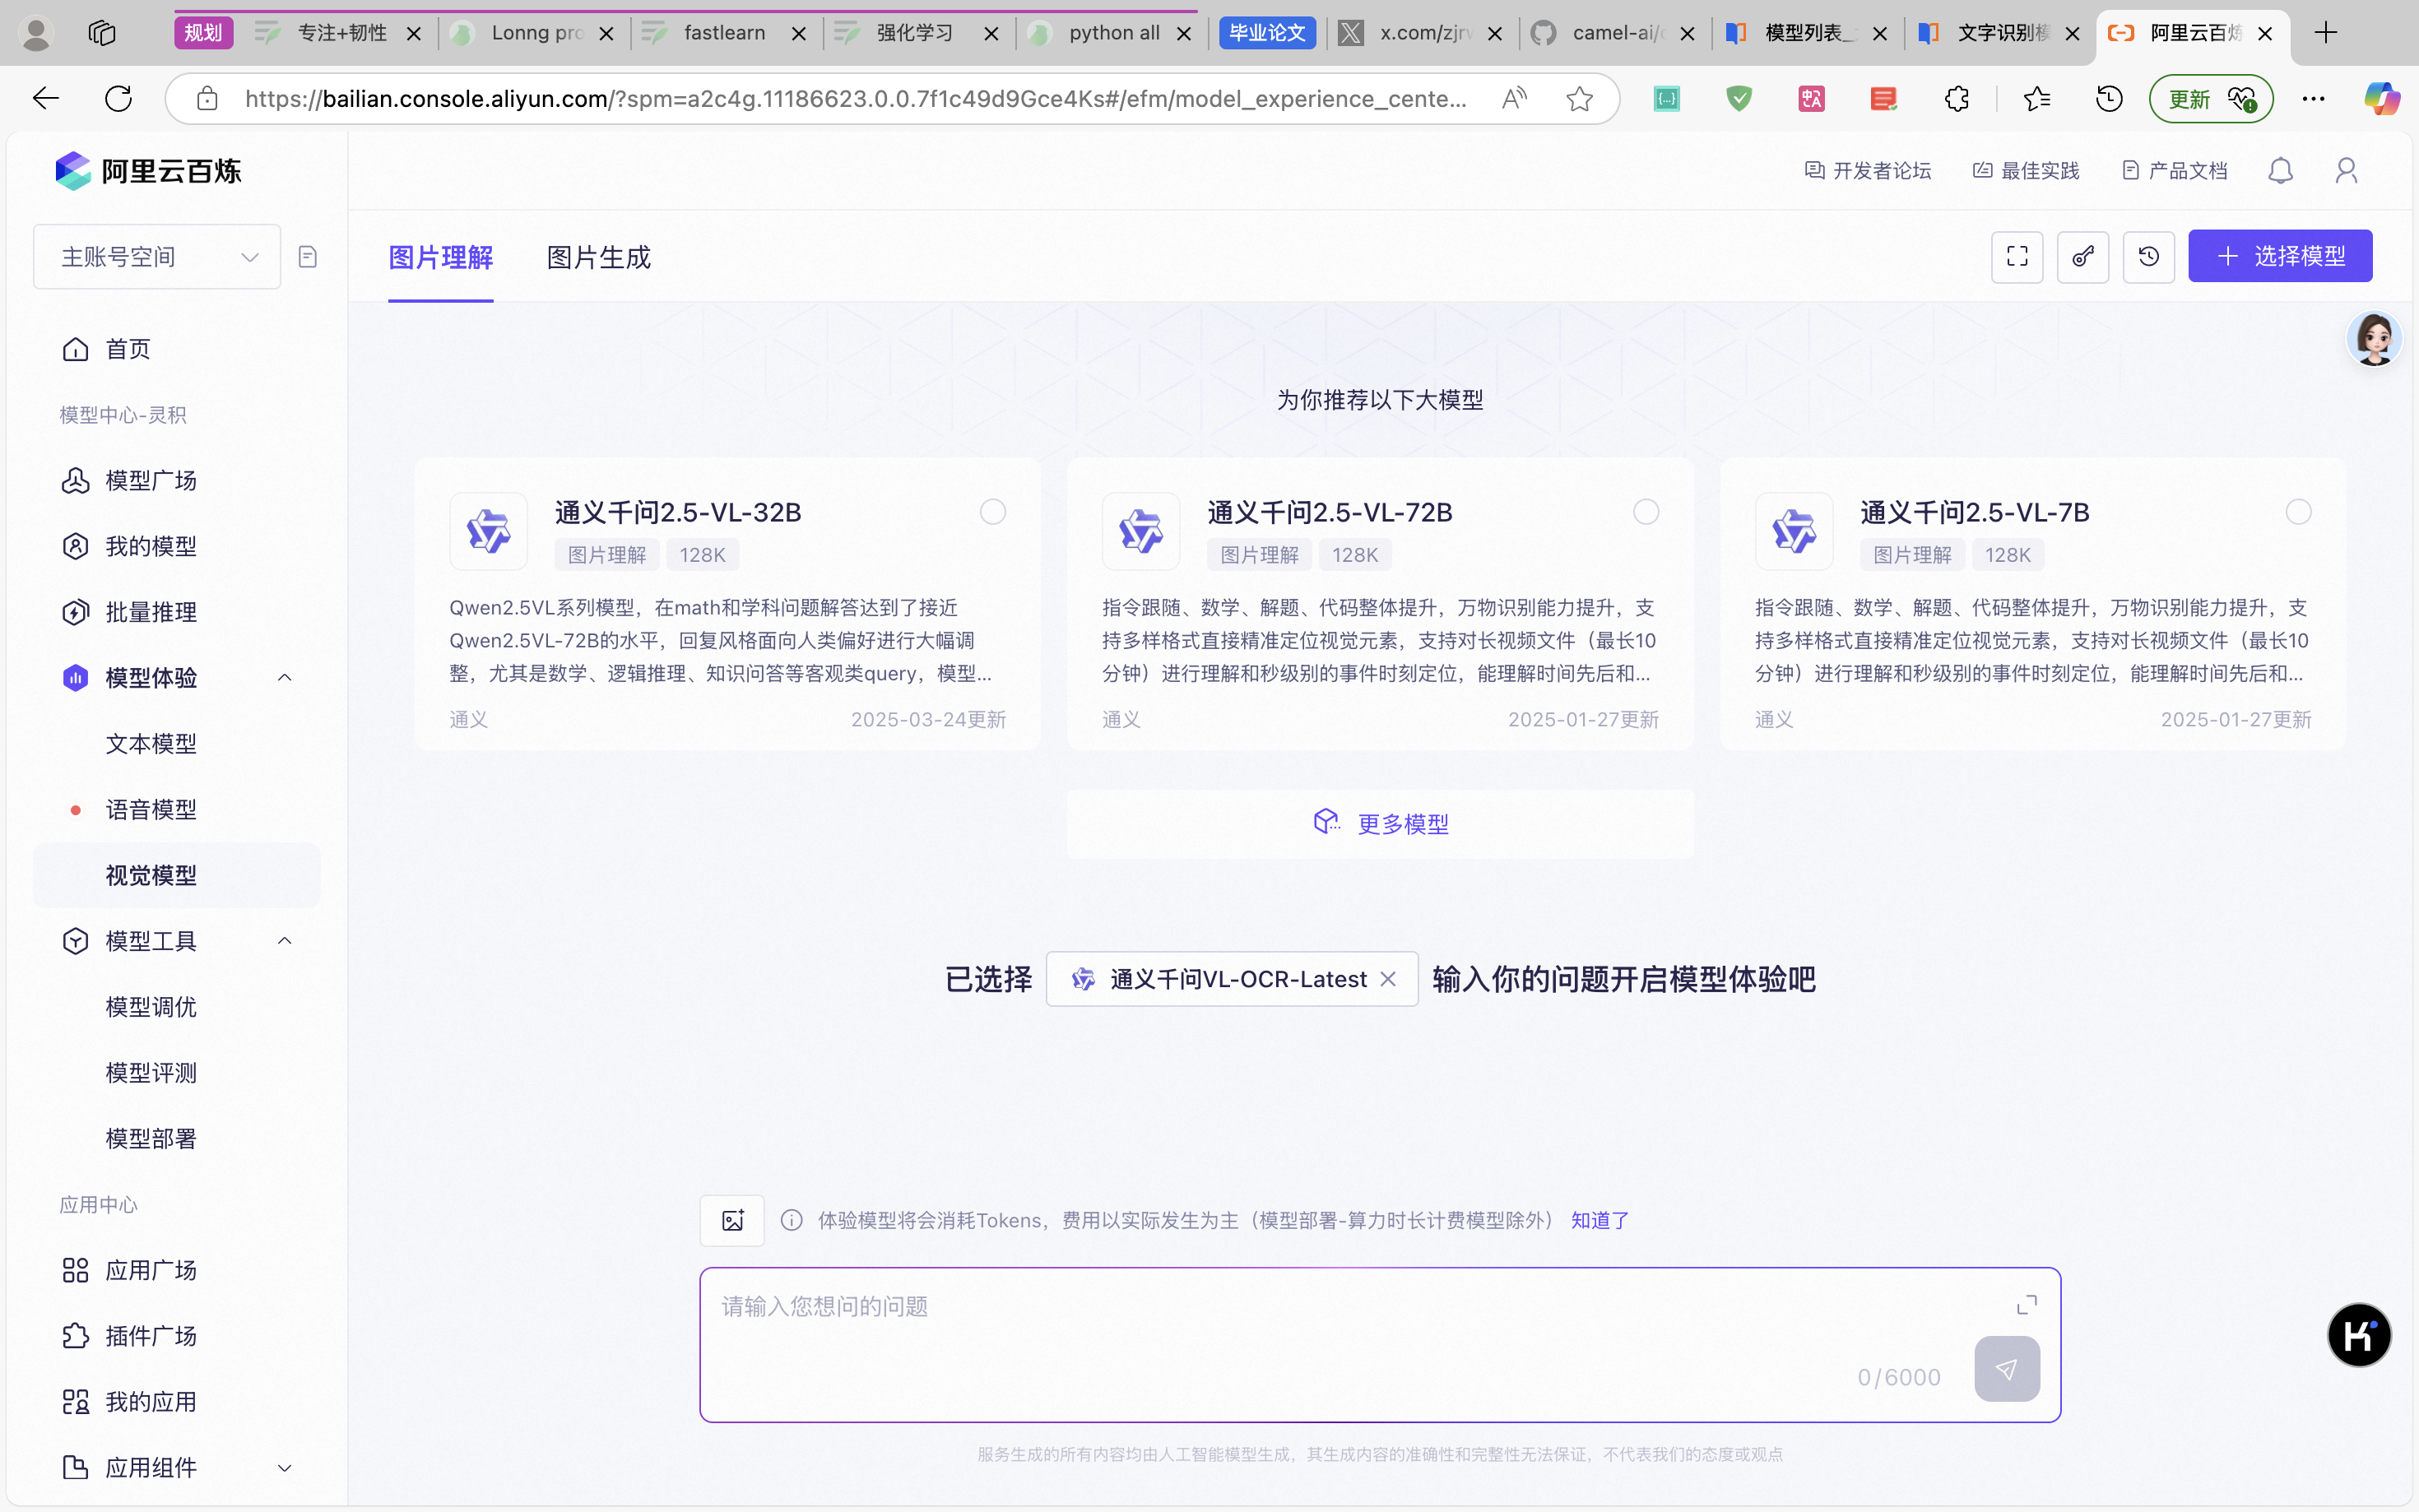 规划
专注+韧性
Lonng pro
fastlearn
强化学习
python all
毕业论文
x.com/zjrw
camel-ai/
模型列表_
文字识别模
阿里云百炼
https://bailian.console.aliyun.com/?spm=a2c4g.11186623.0.0.7f1c49d9Gce4Ks#/efm/model_experience_cente...
更新
阿里云百炼
开发者论坛
最佳实践
产品文档
主账号空间
图片理解
图片生成
选择模型
首页
模型中心-灵积
模型广场
我的模型
批量推理
模型体验
文本模型
语音模型
视觉模型
模型工具
模型调优
模型评测
模型部署
应用中心
应用广场
插件广场
我的应用
应用组件
为你推荐以下大模型
通义千问2.5-VL-32B
图片理解
128K
Qwen2.5VL系列模型，在math和学科问题解答达到了接近
Qwen2.5VL-72B的水平，回复风格面向人类偏好进行大幅调
整，尤其是数学、逻辑推理、知识问答等客观类query，模型...
通义
2025-03-24更新
通义千问2.5-VL-72B
图片理解
128K
指令跟随、数学、解题、代码整体提升，万物识别能力提升，支
持多样格式直接精准定位视觉元素，支持对长视频文件（最长10
分钟）进行理解和秒级别的事件时刻定位，能理解时间先后和...
通义
2025-01-27更新
通义千问2.5-VL-7B
图片理解
128K
指令跟随、数学、解题、代码整体提升，万物识别能力提升，支
持多样格式直接精准定位视觉元素，支持对长视频文件（最长10
分钟）进行理解和秒级别的事件时刻定位，能理解时间先后和...
通义
2025-01-27更新
更多模型
已选择 通义千问VL-OCR-Latest 输入你的问题开启模型体验吧
体验模型将会消耗Tokens，费用以实际发生为主（模型部署-算力时长计费模型除外） 知道了
请输入您想问的问题
0/6000
服务生成的所有内容均由人工智能模型生成，其生成内容的准确性和完整性无法保证，不代表我们的态度或观点